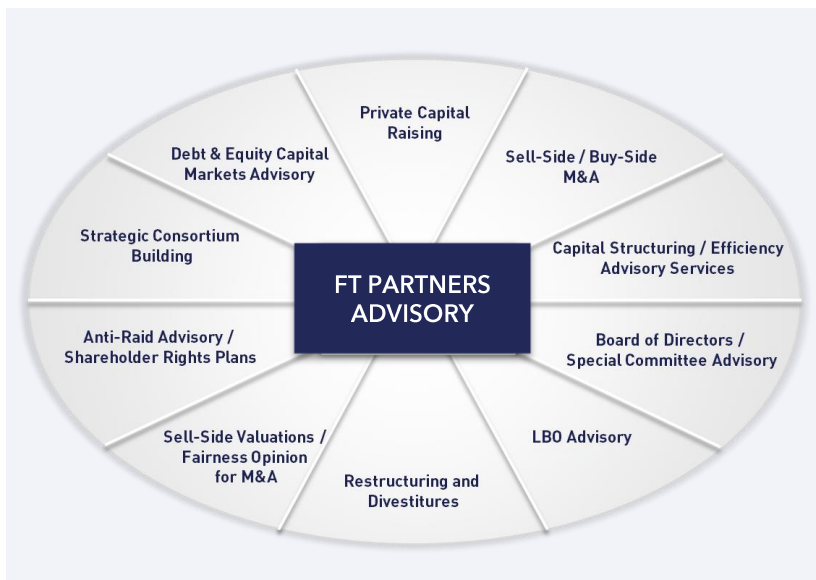 Private Capital
Raising
Debt & Equity Capital
Markets Advisory
Sell-Side / Buy-Side
M&A
Strategic Consortium
Building
Capital Structuring / Efficiency
Advisory Services
FT PARTNERS
ADVISORY
Anti-Raid Advisory /
Shareholder Rights Plans
Board of Directors /
Special Committee Advisory
Sell-Side Valuations /
Fairness Opinion
for M&A
LBO Advisory
Restructuring and
Divestitures